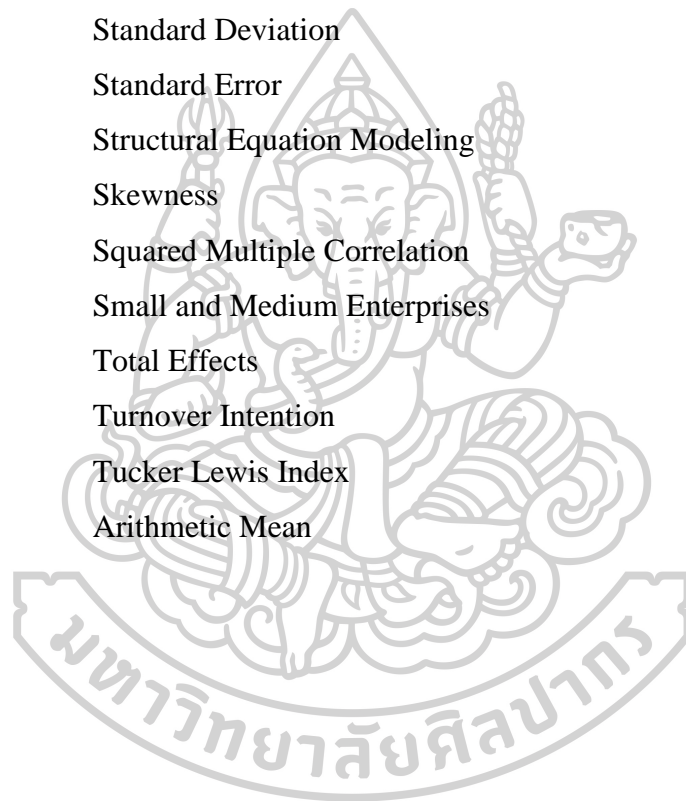 Standard Deviation
Standard Error
Structural Equation Modeling
Skewness
Squared Multiple Correlation
Small and Medium Enterprises
Total Effects
Turnover Intention
Tucker Lewis Index
Arithmetic Mean
มหาวิทยาลัยศิลปากร